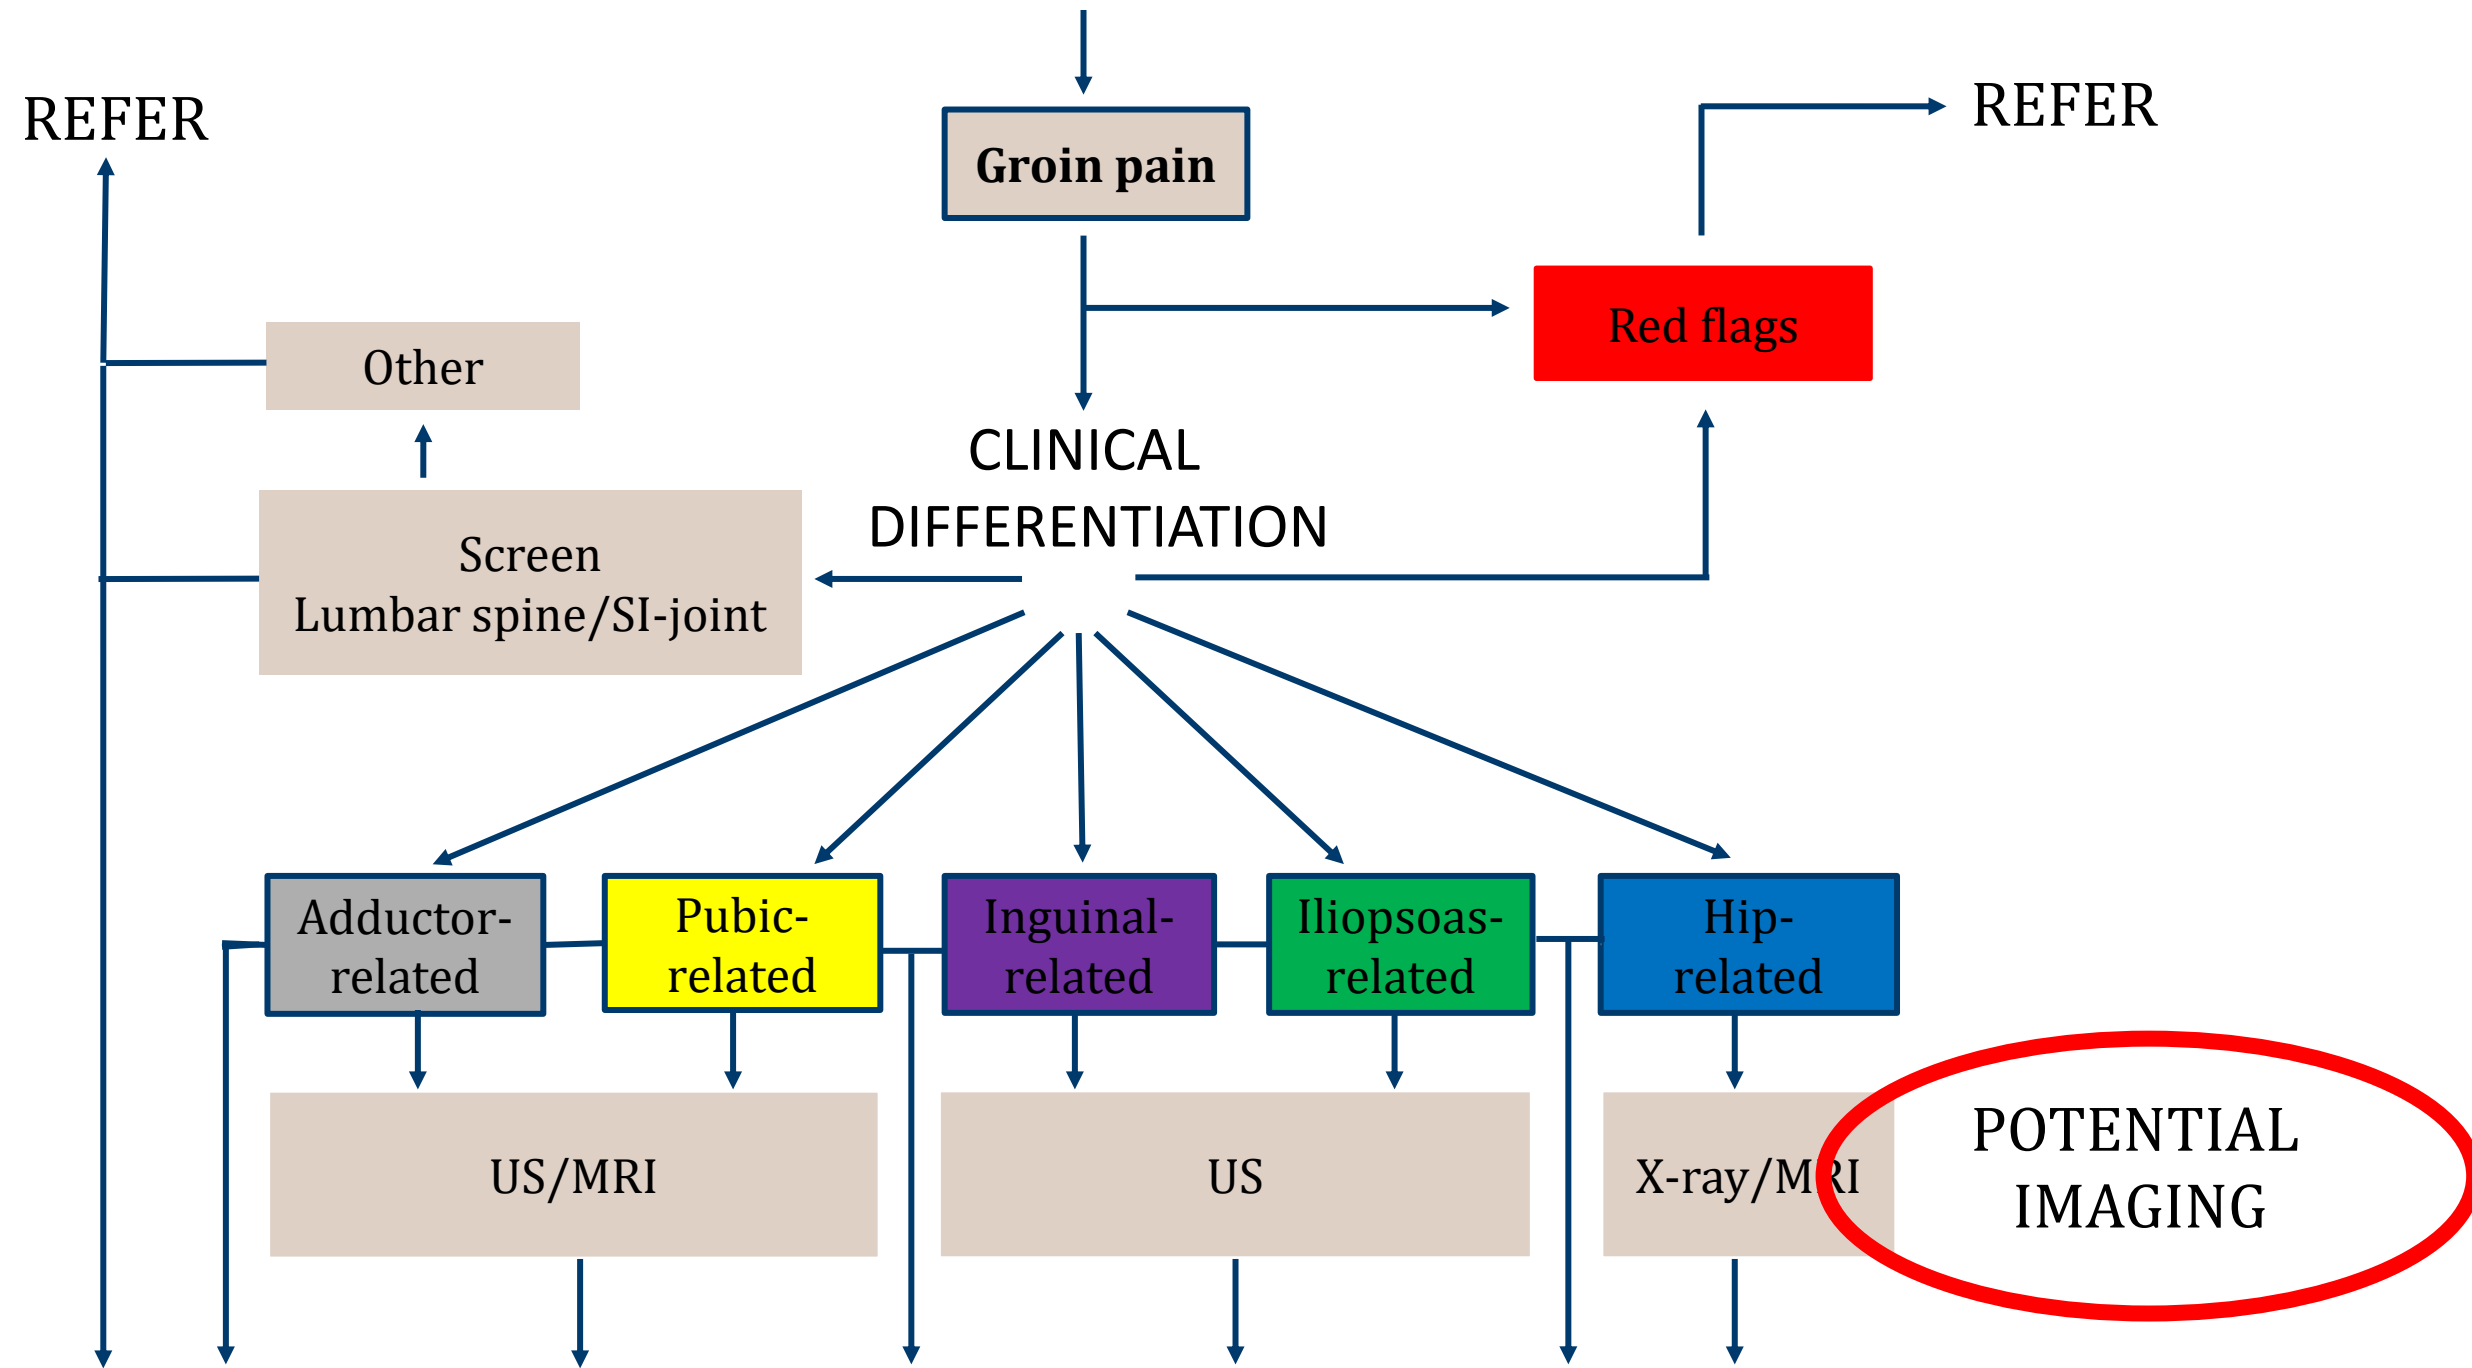 REFER
REFER
Groin pain
Red flags
Other
CLINICAL
DIFFERENTIATION
Screen
Lumbar spine/SI-joint
Adductor-
related
Pubic-
related
Inguinal-
related
Iliopsoas-
related
Hip-
related
US/MRI
US
X-ray/MRI
POTENTIAL
IMAGING